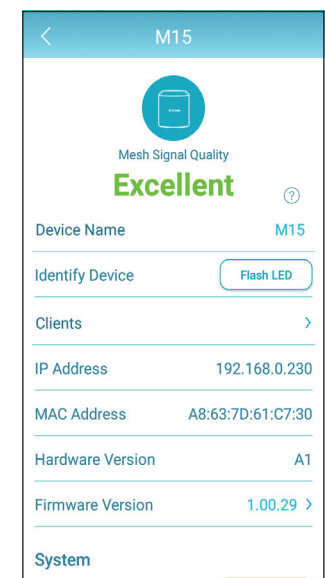 M15
Mesh Signal Quality
Excellent
?
Device Name M15
Identify Device Flash LED
Clients
IP Address 192.168.0.230
MAC Address A8:63:7D:61:C7:30
Hardware Version A1
Firmware Version 1.00.29
System